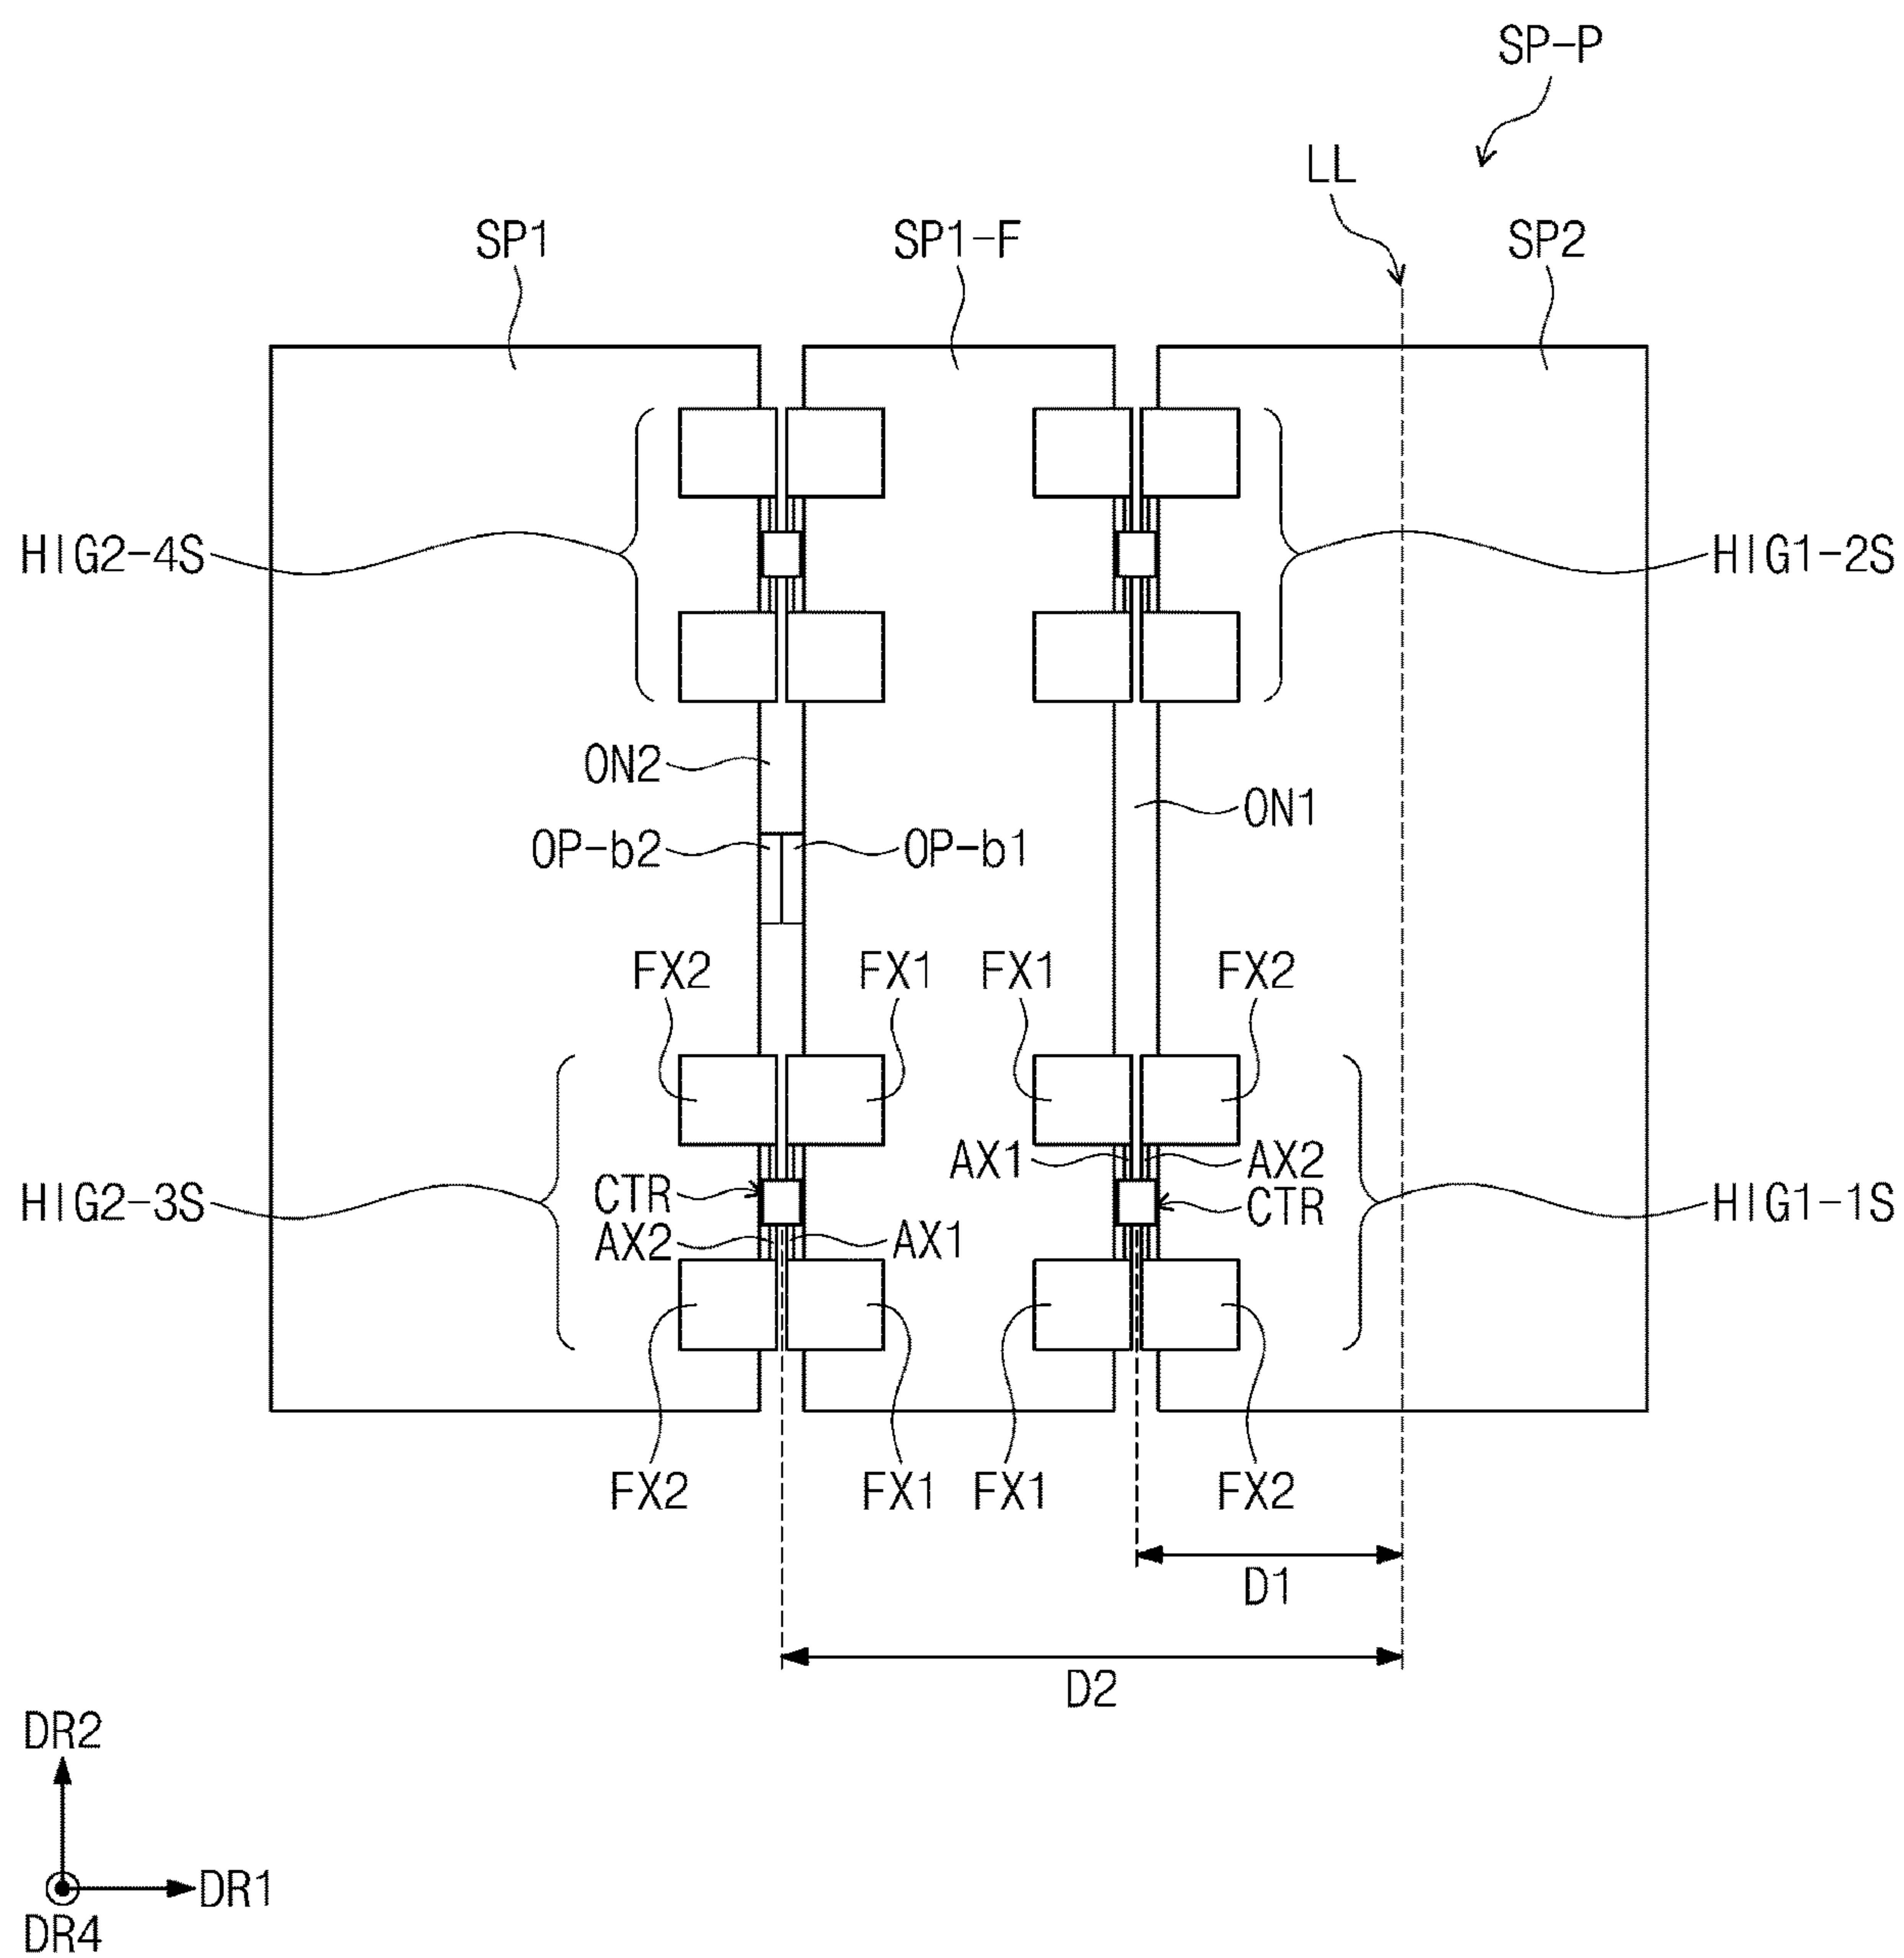 SP-P
LL
SP1
SP1-F
SP2
HIG2-4S
HIG1-2S
ON2
ON1
OP-b2
OP-b1
FX2
FX1
FX1
FX2
AX1
AX2
HIG2-3S
CTR
CTR
HIG1-1S
AX2
AX1
FX2
FX1
FX1
FX2
D1
D2
DR2
DR1
DR4